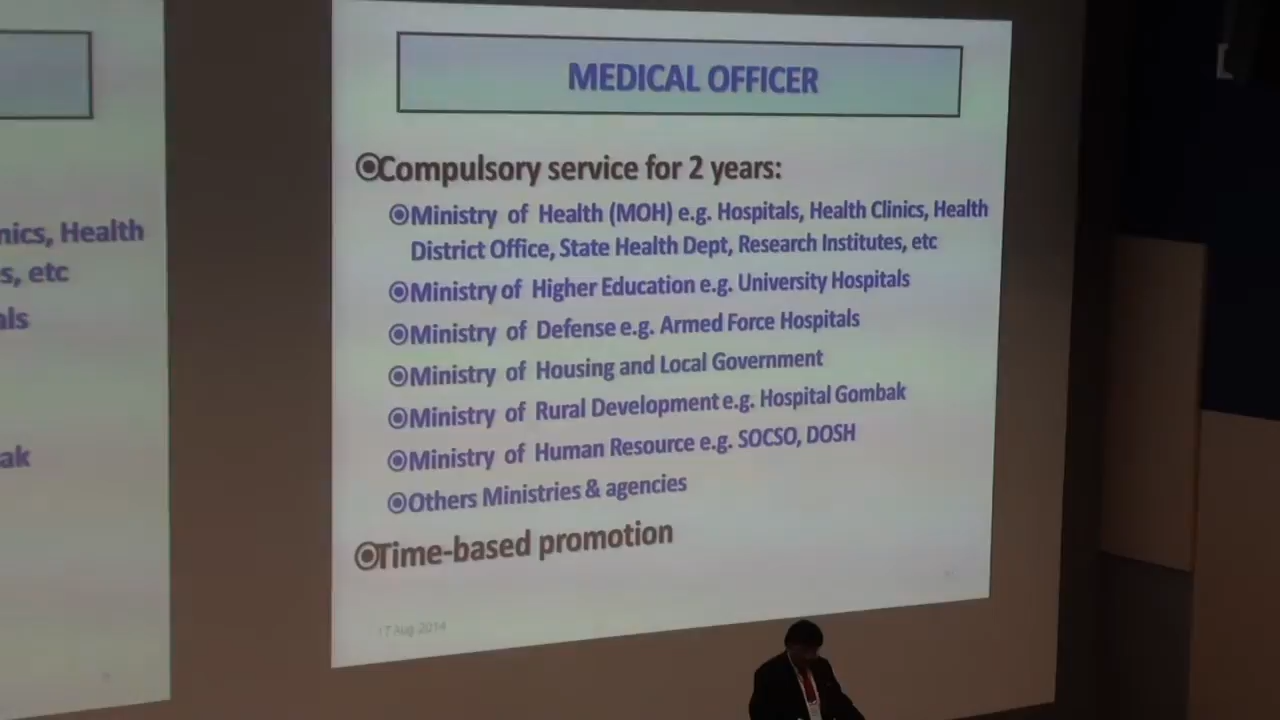 MEDICAL OFFICER
Compulsory service for 2 years:
Ministry of Health (MOH) e.g. Hospitals, Health Clinics, Health
District Office, State Health Dept, Research Institutes, etc
Ministry of Higher Education e.g. University Hospitals
Ministry of Defense e.g. Armed Force Hospitals
Ministry of Housing and Local Government
Ministry of Rural Development e.g. Hospital Gombak
Ministry of Human Resource e.g. SOCSO, DOSH
Others Ministries & agencies
Time-based promotion
17 Aug 2014
nics, Health
s, etc
als
ak